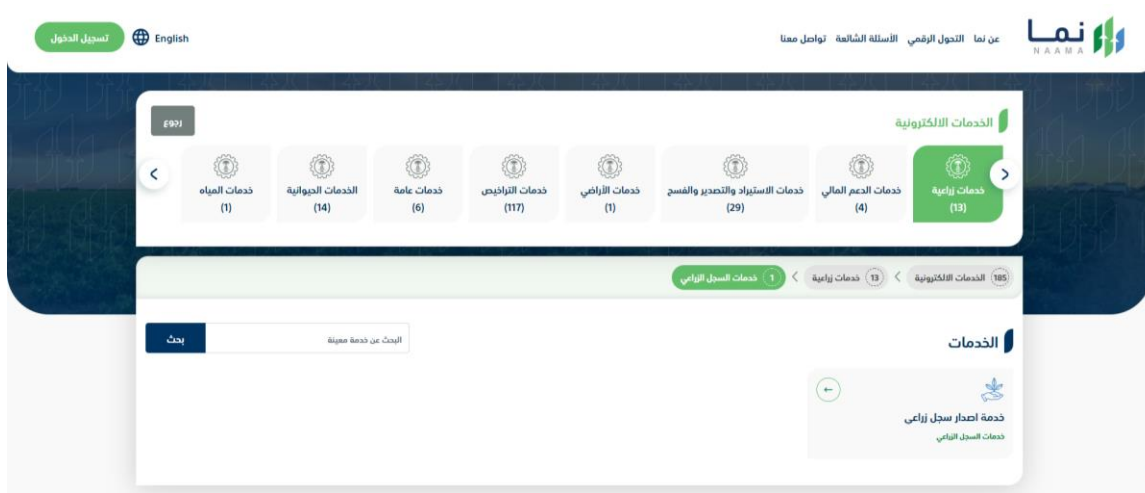 نما
NAAMA
عن نما
التحول الرقمي
الأسئلة الشائعة
تواصل معنا
English
تسجيل الدخول
الخدمات الالكترونية
رجوع
خدمات زراعية
(13)
خدمات الدعم المالي
(4)
خدمات الاستيراد والتصدير والفسح
(29)
خدمات الأراضي
(1)
خدمات التراخيص
(117)
خدمات عامة
(6)
الخدمات الحيوانية
(14)
خدمات المياه
(1)
185 الخدمات الالكترونية
13 خدمات زراعية
1 خدمات السجل الزراعي
الخدمات
البحث عن خدمة معينة
بحث
خدمة اصدار سجل زراعي
خدمات السجل الزراعي